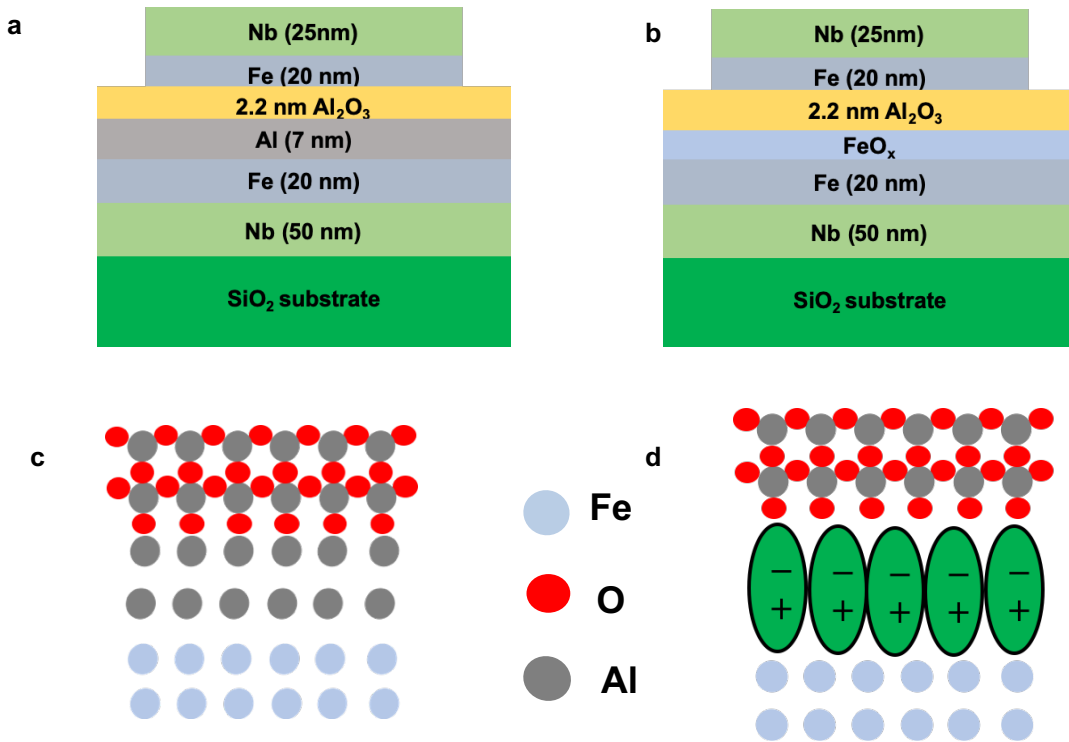 a
Nb (25nm)
Fe (20 nm)
2.2 nm Al₂O₃
Al (7 nm)
Fe (20 nm)
Nb (50 nm)
SiO₂ substrate
b
Nb (25nm)
Fe (20 nm)
2.2 nm Al₂O₃
FeOₓ
Fe (20 nm)
Nb (50 nm)
SiO₂ substrate
c
Fe
O
Al
d
− − − − −
+ + + + +